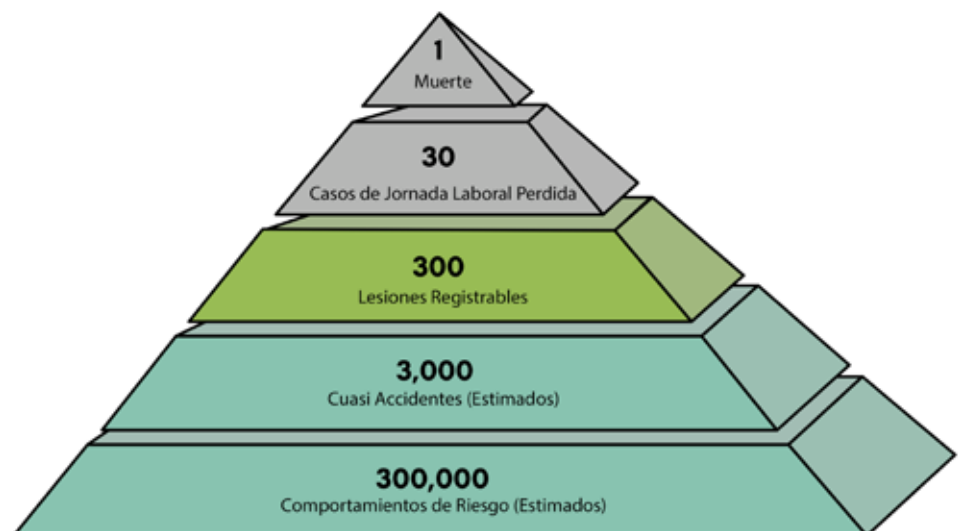 1
Muerte
30
Casos de Jornada Laboral Perdida
300
Lesiones Registrables
3,000
Cuasi Accidentes (Estimados)
300,000
Comportamientos de Riesgo (Estimados)